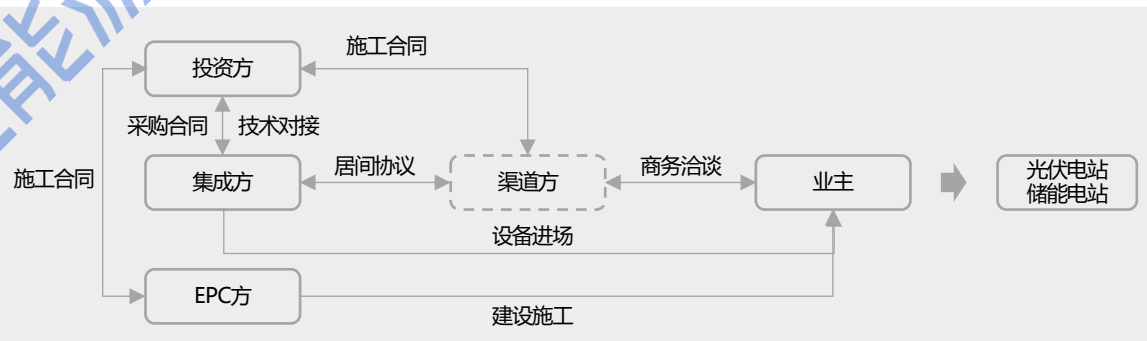 施工合同
投资方
采购合同 技术对接
居间协议
商务洽谈
施工合同
集成方
渠道方
业主
光伏电站
储能电站
设备进场
EPC方
建设施工
能源